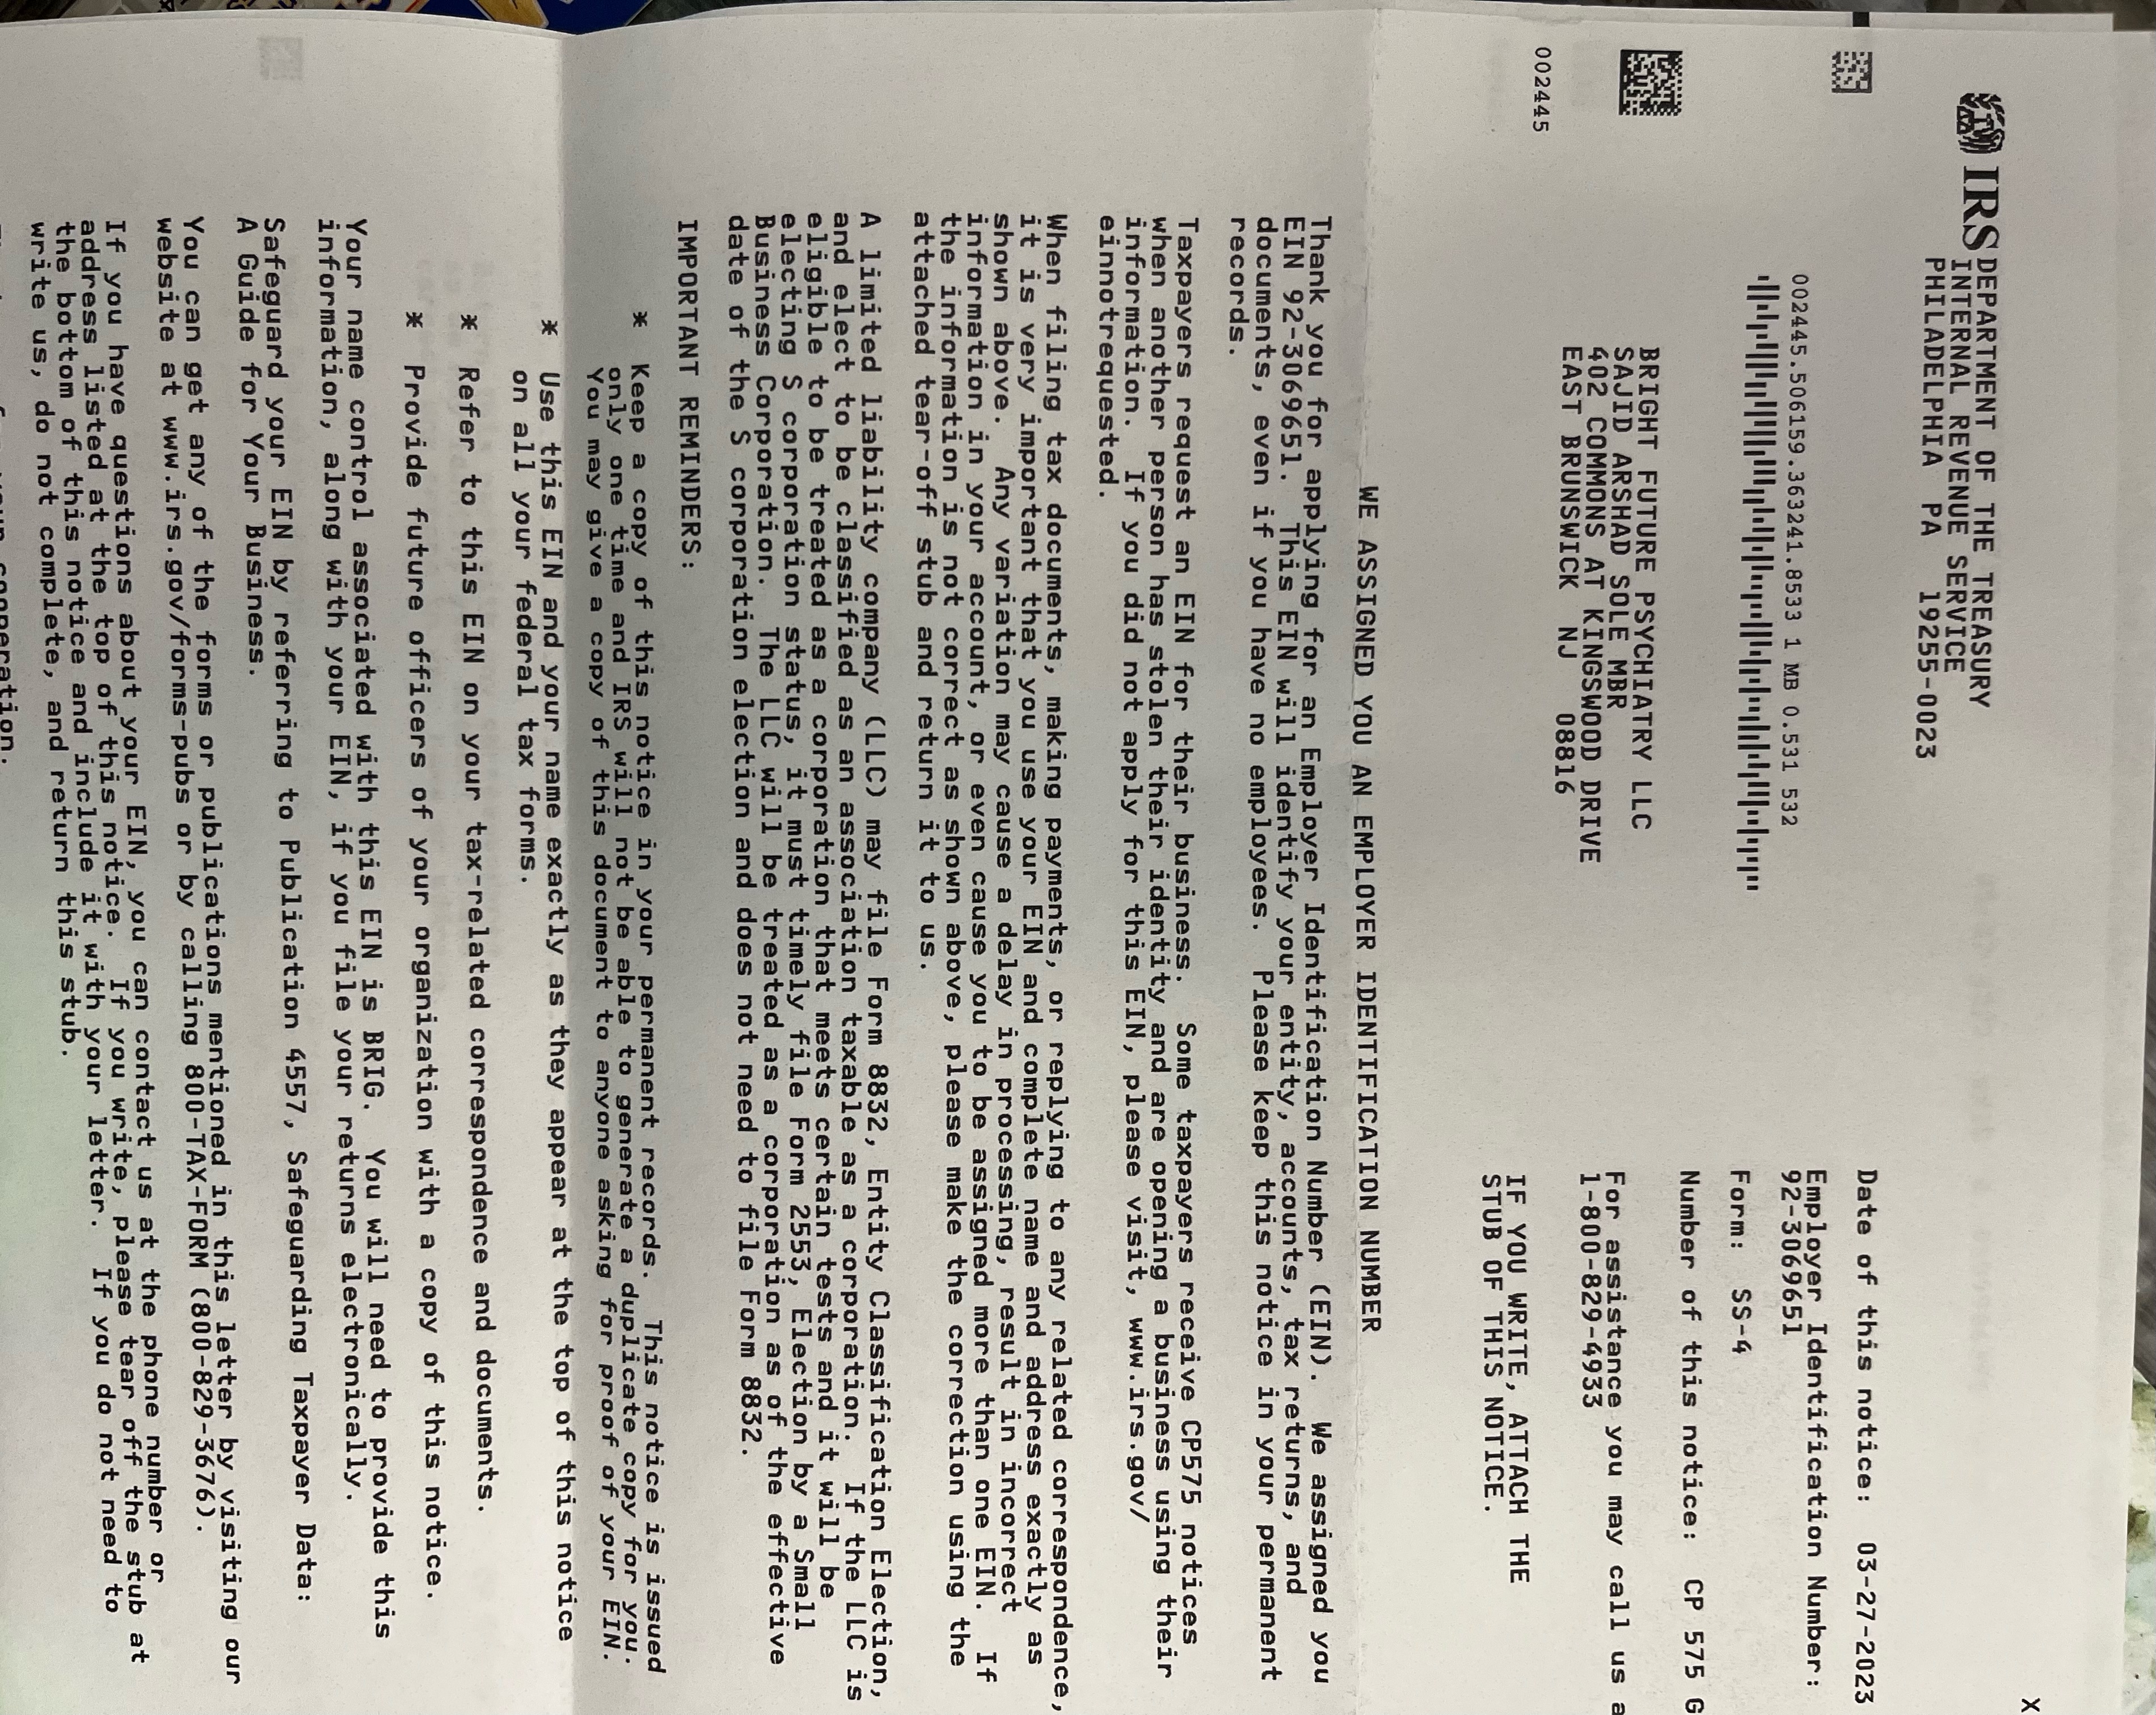 X
IRS DEPARTMENT OF THE TREASURY
INTERNAL REVENUE SERVICE
PHILADELPHIA PA 19255-0023
Date of this notice: 03-27-2023
Employer Identification Number:
92-3069651
Form: SS-4
Number of this notice: CP 575 G
For assistance you may call us a
1-800-829-4933
IF YOU WRITE, ATTACH THE
STUB OF THIS NOTICE.
002445.506159.363241.8533 1 MB 0.531 532
BRIGHT FUTURE PSYCHIATRY LLC
SAJID ARSHAD SOLE MBR
402 COMMONS AT KINGSWOOD DRIVE
EAST BRUNSWICK NJ 08816
002445
WE ASSIGNED YOU AN EMPLOYER IDENTIFICATION NUMBER
Thank you for applying for an Employer Identification Number (EIN). We assigned you
EIN 92-3069651. This EIN will identify your entity, accounts, tax returns, and
documents, even if you have no employees. Please keep this notice in your permanent
records.
Taxpayers request an EIN for their business. Some taxpayers receive CP575 notices
when another person has stolen their identity and are opening a business using their
information. If you did not apply for this EIN, please visit, www.irs.gov/
einnotrequested.
When filing tax documents, making payments, or replying to any related correspondence,
it is very important that you use your EIN and complete name and address exactly as
shown above. Any variation may cause a delay in processing, result in incorrect
information in your account, or even cause you to be assigned more than one EIN. If
the information is not correct as shown above, please make the correction using the
attached tear-off stub and return it to us.
A limited liability company (LLC) may file Form 8832, Entity Classification Election,
and elect to be classified as an association taxable as a corporation. If the LLC is
eligible to be treated as a corporation that meets certain tests and it will be
electing S corporation status, it must timely file Form 2553, Election by a Small
Business Corporation. The LLC will be treated as a corporation as of the effective
date of the S corporation election and does not need to file Form 8832.
IMPORTANT REMINDERS:
* Keep a copy of this notice in your permanent records. This notice is issued
only one time and IRS will not be able to generate a duplicate copy for you.
You may give a copy of this document to anyone asking for proof of your EIN.
* Use this EIN and your name exactly as they appear at the top of this notice
on all your federal tax forms.
* Refer to this EIN on your tax-related correspondence and documents.
* Provide future officers of your organization with a copy of this notice.
Your name control associated with this EIN is BRIG. You will need to provide this
information, along with your EIN, if you file your returns electronically.
Safeguard your EIN by referring to Publication 4557, Safeguarding Taxpayer Data:
A Guide for Your Business.
You can get any of the forms or publications mentioned in this letter by visiting our
website at www.irs.gov/forms-pubs or by calling 800-TAX-FORM (800-829-3676).
If you have questions about your EIN, you can contact us at the phone number or
address listed at the top of this notice. If you write, please tear off the stub at
the bottom of this notice and include it with your letter. If you do not need to
write us, do not complete, and return this stub.
your cooperation.